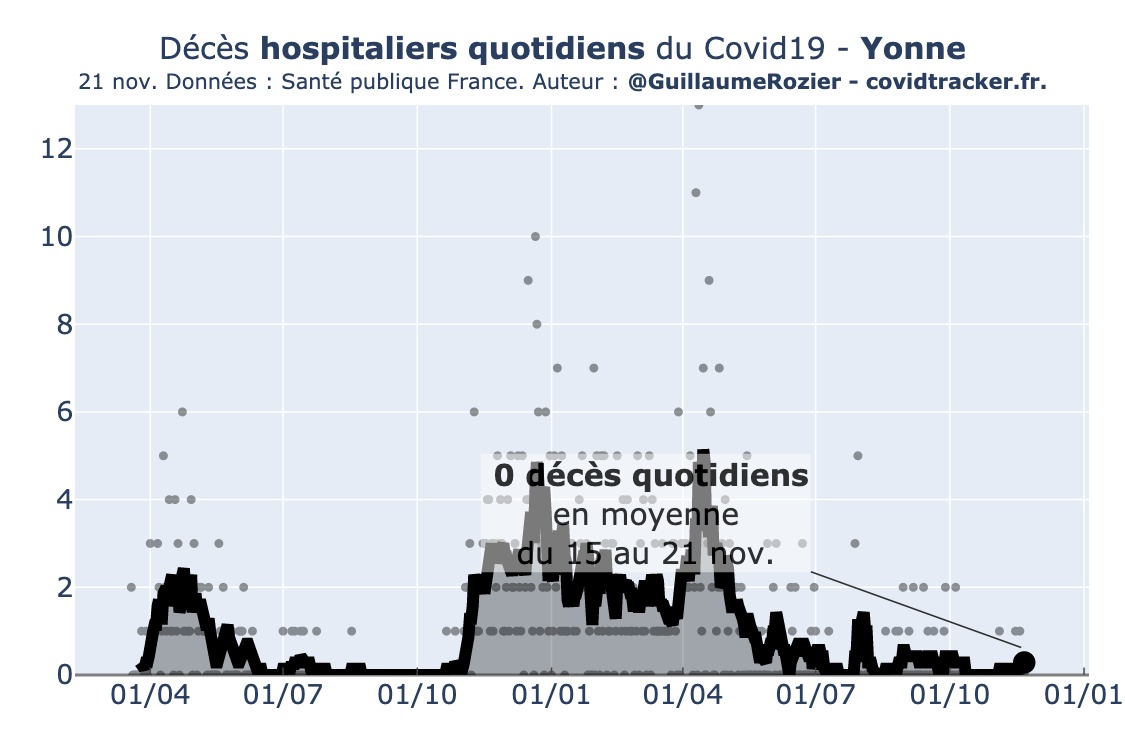 Décès hospitaliers quotidiens du Covid19 - Yonne
21 nov. Données : Santé publique France. Auteur : @GuillaumeRozier - covidtracker.fr.
12
10
8
6
4
2
0
0 décès quotidiens
en moyenne
du 15 au 21 nov.
01/04 01/07 01/10 01/01 01/04 01/07 01/10 01/01